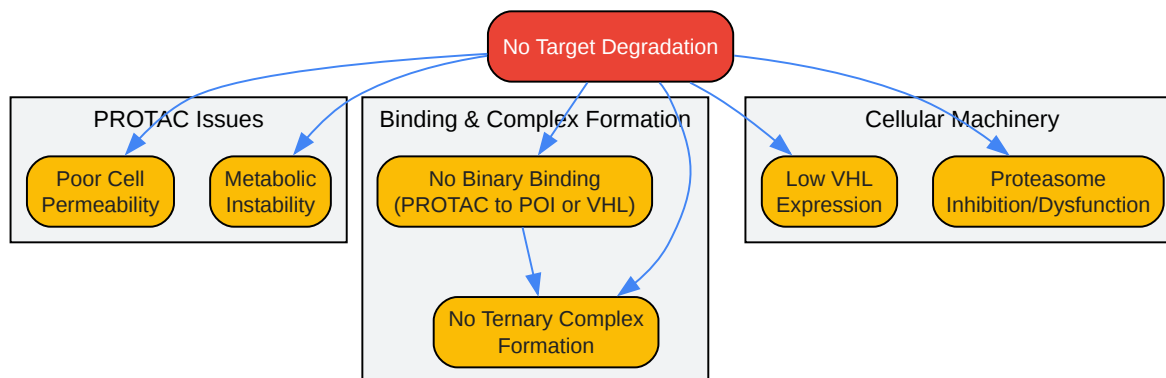 No Target Degradation
PROTAC Issues
Poor Cell
Permeability
Metabolic
Instability
Binding & Complex Formation
No Binary Binding
(PROTAC to POI or VHL)
No Ternary Complex
Formation
Cellular Machinery
Low VHL
Expression
Proteasome
Inhibition/Dysfunction